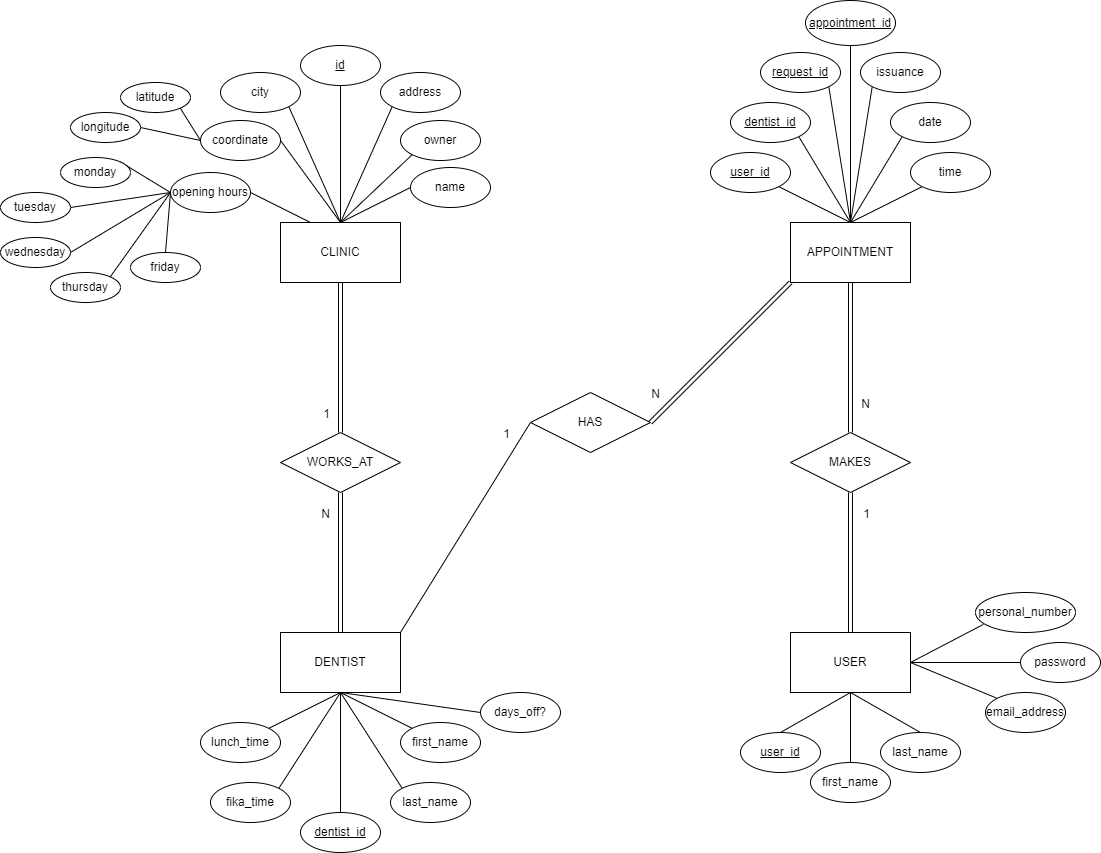 appointment_id
id
request_id
issuance
city
address
latitude
longitude
coordinate
owner
dentist_id
date
monday
opening hours
name
user_id
time
tuesday
wednesday
friday
thursday
CLINIC
APPOINTMENT
1
N
N
1
HAS
WORKS_AT
MAKES
N
1
personal_number
DENTIST
USER
password
days_off?
email_address
lunch_time
first_name
user_id
last_name
fika_time
last_name
first_name
dentist_id